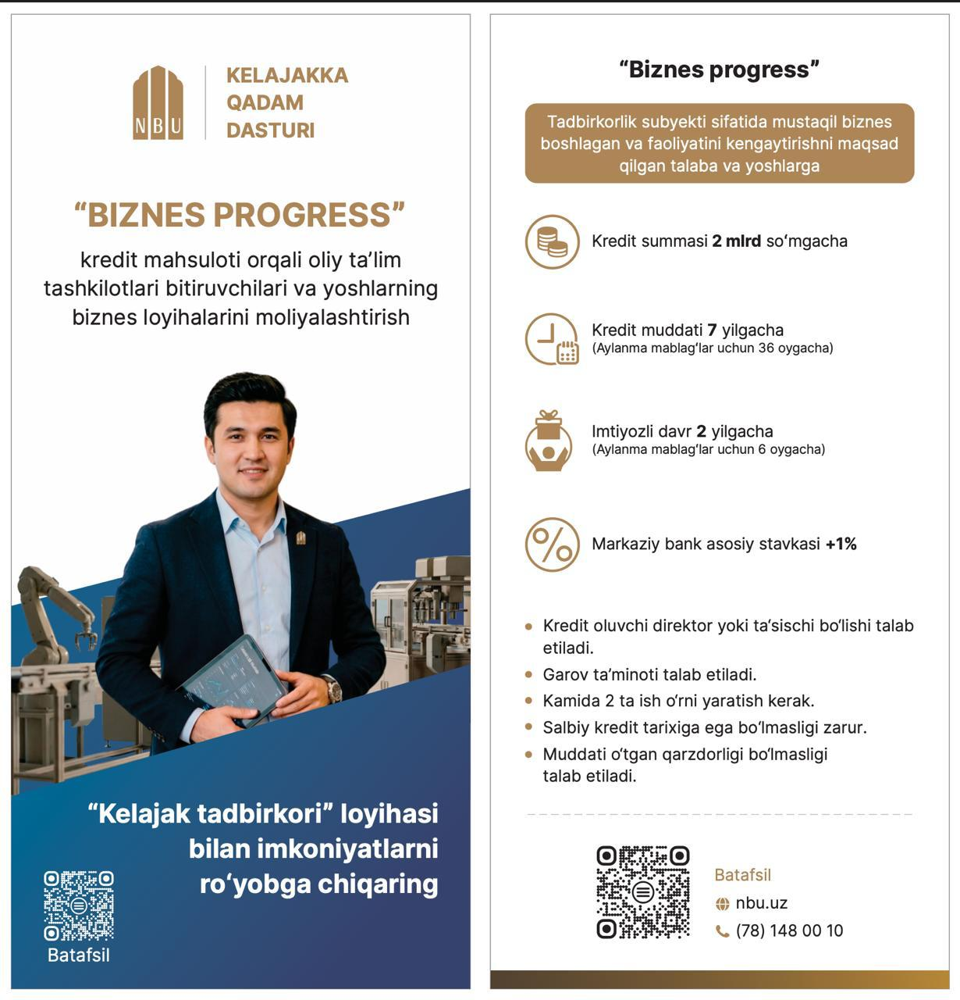 NBU
KELAJAKKA
QADAM
DASTURI
“BIZNES PROGRESS”
kredit mahsuloti orqali oliy ta’lim
tashkilotlari bitiruvchilari va yoshlarning
biznes loyihalarini moliyalashtirish
“Kelajak tadbirkori” loyihasi
bilan imkoniyatlarni
ro‘yobga chiqaring
Batafsil
“Biznes progress”
Tadbirkorlik subyekti sifatida mustaqil biznes
boshlagan va faoliyatini kengaytirishni maqsad
qilgan talaba va yoshlarga
Kredit summasi 2 mlrd so‘mgacha
Kredit muddati 7 yilgacha
(Aylanma mablag‘lar uchun 36 oygacha)
Imtiyozli davr 2 yilgacha
(Aylanma mablag‘lar uchun 6 oygacha)
Markaziy bank asosiy stavkasi +1%
• Kredit oluvchi direktor yoki ta‘sischi bo‘lishi talab
etiladi.
• Garov ta’minoti talab etiladi.
• Kamida 2 ta ish o‘rni yaratish kerak.
• Salbiy kredit tarixiga ega bo‘lmasligi zarur.
• Muddati o‘tgan qarzdorligi bo‘lmasligi
talab etiladi.
Batafsil
nbu.uz
(78) 148 00 10